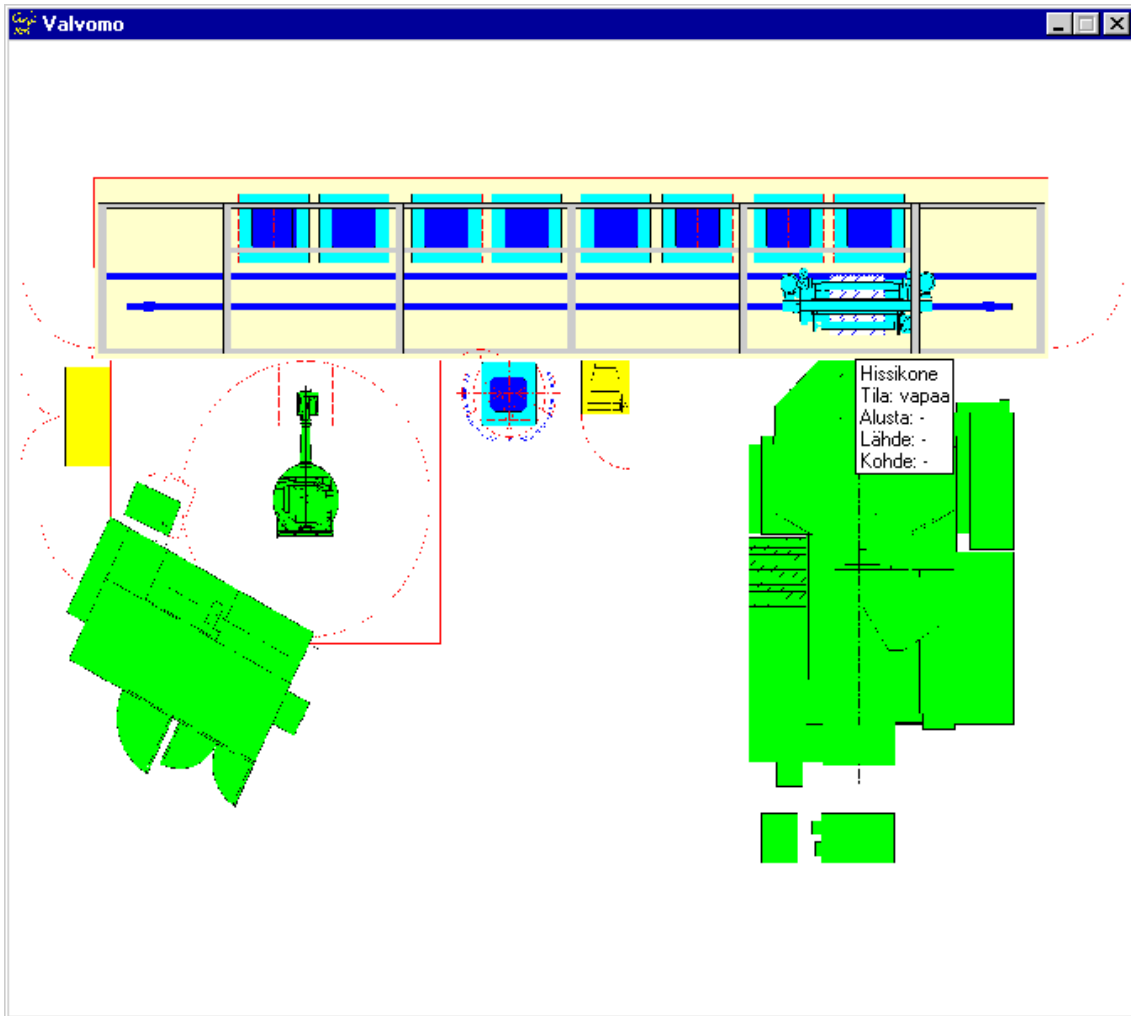 Valvomo
Hissikone
Tila: vapaa
Alusta: -
Lähde: -
Kohde: -